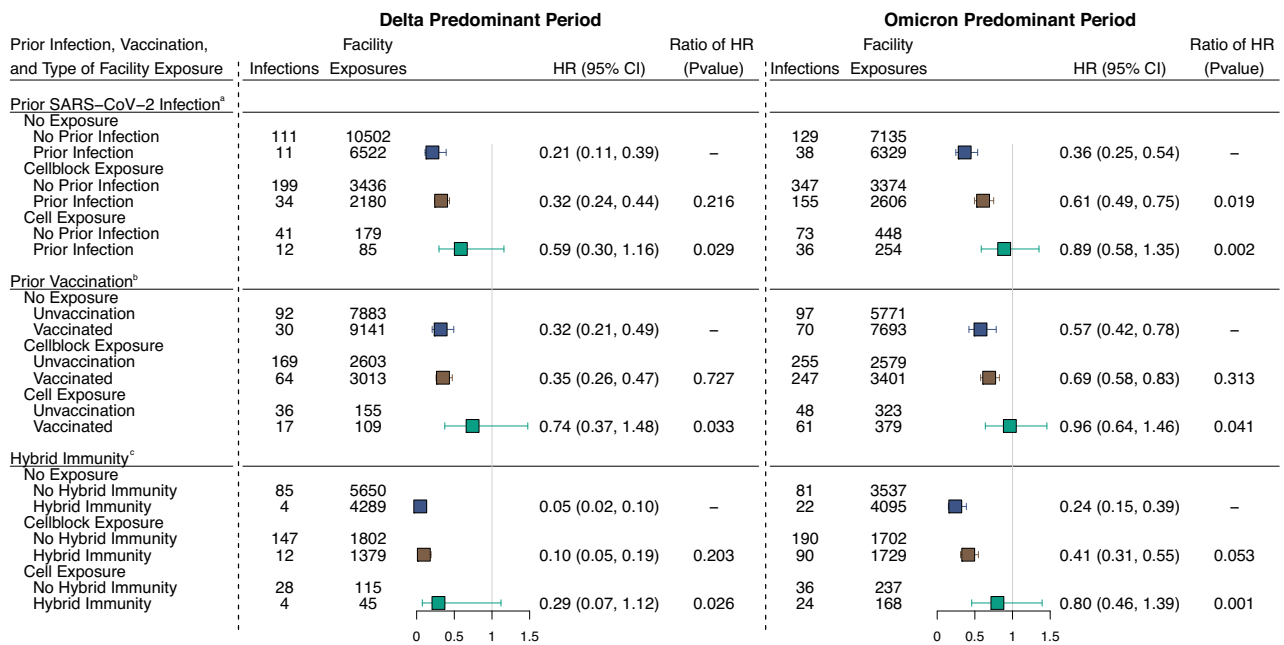 Delta Predominant Period Omicron Predominant Period
Prior Infection, Vaccination, Facility Ratio of HR Facility Ratio of HR
and Type of Facility Exposure Infections Exposures HR (95% CI) (Pvalue) Infections Exposures HR (95% CI) (Pvalue)
Prior SARS−CoV−2 Infectionᵃ
No Exposure
No Prior Infection 111 10502 129 7135
Prior Infection 11 6522 0.21 (0.11, 0.39) − 38 6329 0.36 (0.25, 0.54) −
Cellblock Exposure
No Prior Infection 199 3436 347 3374
Prior Infection 34 2180 0.32 (0.24, 0.44) 0.216 155 2606 0.61 (0.49, 0.75) 0.019
Cell Exposure
No Prior Infection 41 179 73 448
Prior Infection 12 85 0.59 (0.30, 1.16) 0.029 36 254 0.89 (0.58, 1.35) 0.002
Prior Vaccinationᵇ
No Exposure
Unvaccination 92 7883 97 5771
Vaccinated 30 9141 0.32 (0.21, 0.49) − 70 7693 0.57 (0.42, 0.78) −
Cellblock Exposure
Unvaccination 169 2603 255 2579
Vaccinated 64 3013 0.35 (0.26, 0.47) 0.727 247 3401 0.69 (0.58, 0.83) 0.313
Cell Exposure
Unvaccination 36 155 48 323
Vaccinated 17 109 0.74 (0.37, 1.48) 0.033 61 379 0.96 (0.64, 1.46) 0.041
Hybrid Immunityᶜ
No Exposure
No Hybrid Immunity 85 5650 81 3537
Hybrid Immunity 4 4289 0.05 (0.02, 0.10) − 22 4095 0.24 (0.15, 0.39) −
Cellblock Exposure
No Hybrid Immunity 147 1802 190 1702
Hybrid Immunity 12 1379 0.10 (0.05, 0.19) 0.203 90 1729 0.41 (0.31, 0.55) 0.053
Cell Exposure
No Hybrid Immunity 28 115 36 237
Hybrid Immunity 4 45 0.29 (0.07, 1.12) 0.026 24 168 0.80 (0.46, 1.39) 0.001
0 0.5 1 1.5 0 0.5 1 1.5